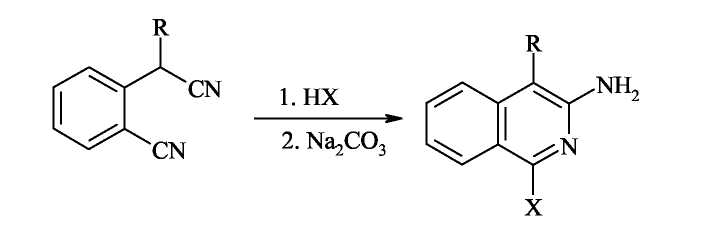 R
CN
CN
1. HX
2. Na₂CO₃
R
NH₂
N
X